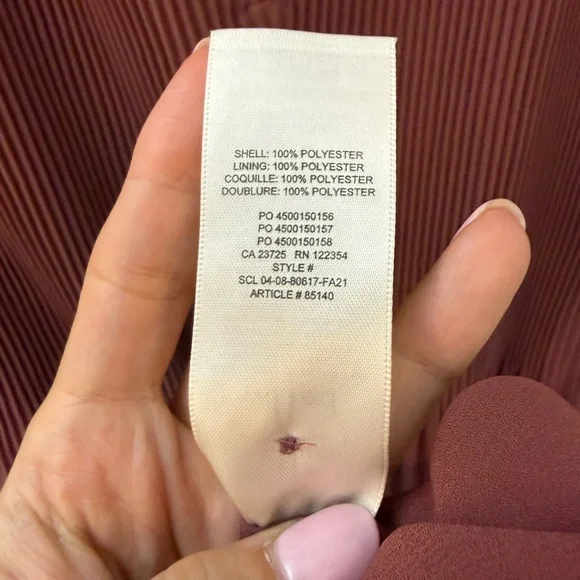 SHELL: 100% POLYESTER
LINING: 100% POLYESTER
COQUILLE: 100% POLYESTER
DOUBLURE: 100% POLYESTER
PO 4500150156
PO 4500150157
PO 4500150158
CA 23725 RN 122354
STYLE #
SCL 04-08-80617-FA21
ARTICLE # 85140